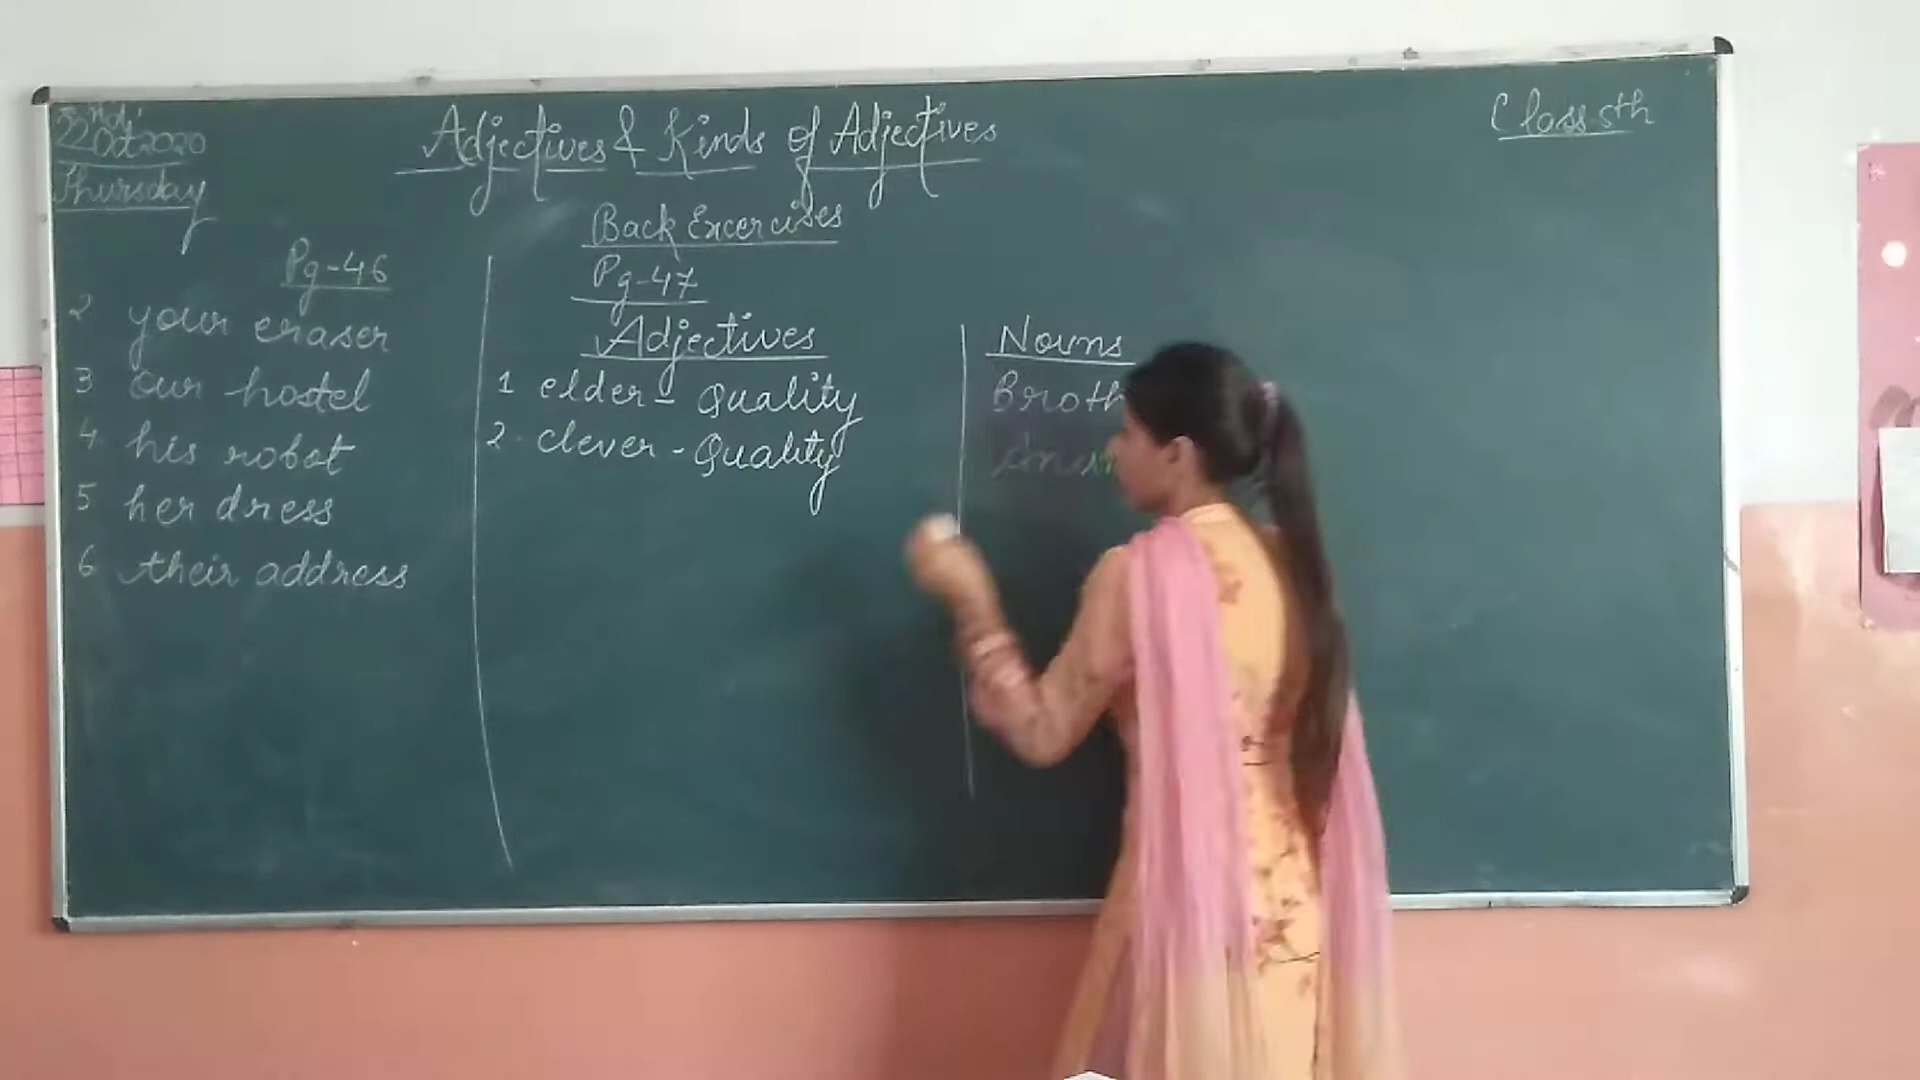 22nd Oct 2020
Thursday
Adjectives & Kinds of Adjectives
Class 5th
Back Excercises
Pg-46
2 your eraser
3 our hostel
4 his robot
5 her dress
6 their address
Pg-47
Adjectives
1 elder - Quality
2. clever - Quality
Nouns
Broth